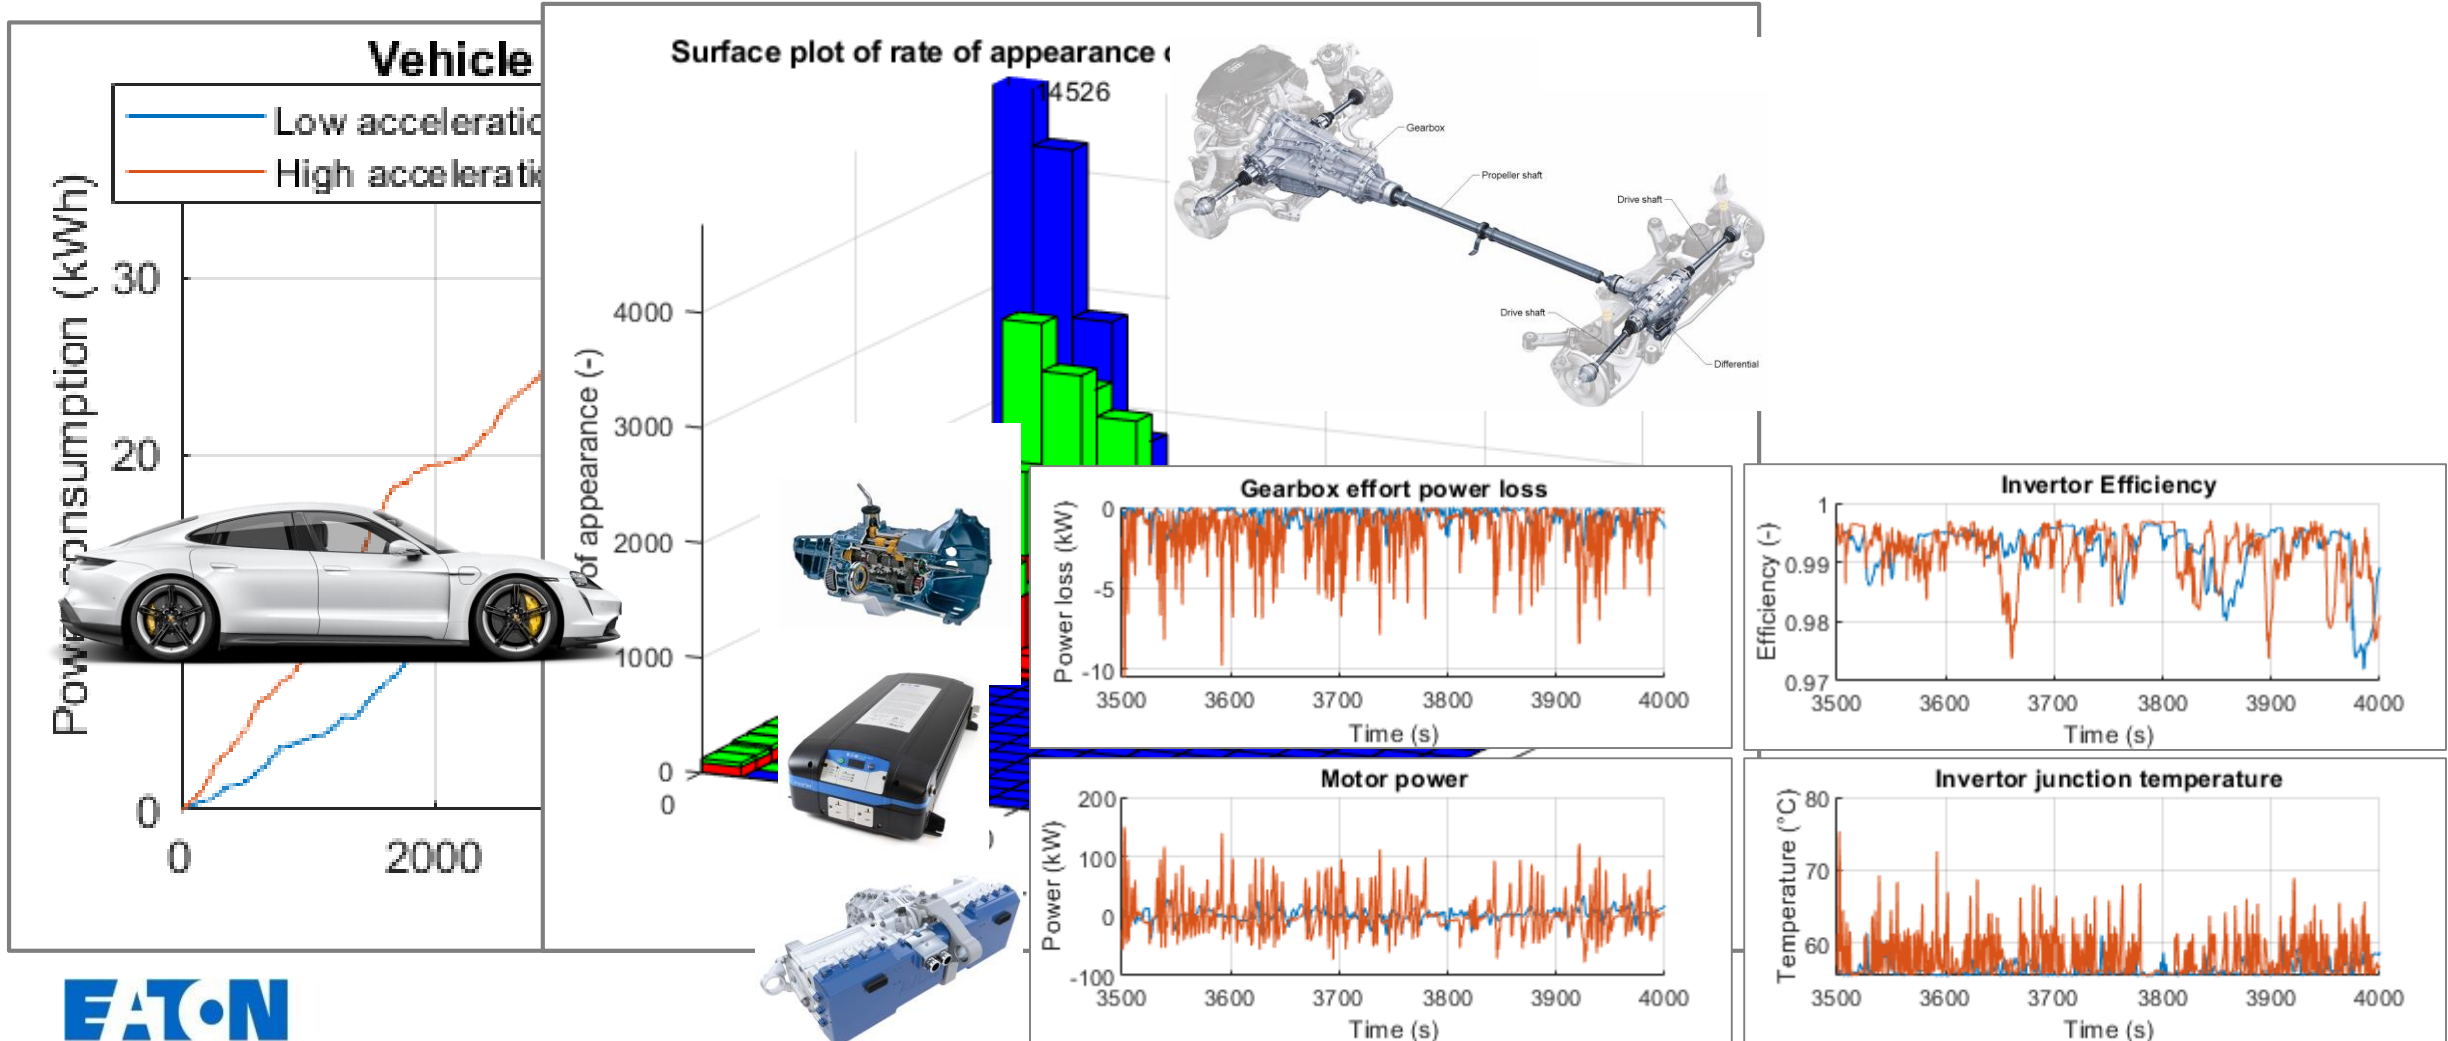 Vehicle
Low acceleratio
High accelerati
Power consumption (kWh)
30
20
0
0
2000
Surface plot of rate of appearance
14526
of appearance (-)
4000
3000
2000
1000
0
0
Gearbox
Propeller shaft
Drive shaft
Drive shaft
Differential
Gearbox effort power loss
Power loss (kW)
0
-5
-10
3500 3600 3700 3800 3900 4000
Time (s)
Invertor Efficiency
Efficiency (-)
1
0.99
0.98
0.97
3500 3600 3700 3800 3900 4000
Time (s)
Motor power
Power (kW)
200
100
0
-100
3500 3600 3700 3800 3900 4000
Time (s)
Invertor junction temperature
Temperature (°C)
80
70
60
3500 3600 3700 3800 3900 4000
Time (s)
EATON